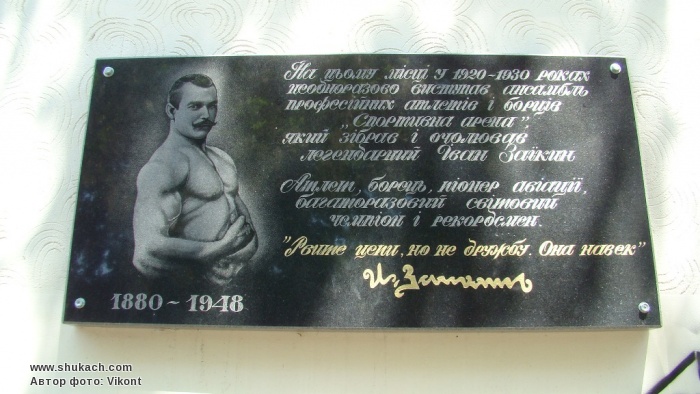 На цьому місці у 1920-1930 роках
неодноразово виступав ансамбль
професійних атлетів і борців
„Спортивна арена”,
який зібрав і очолював
легендарний Іван Заїкин
Атлет, борець, піонер авіації,
багаторазовий світовий
чемпіон і рекордсмен.
"Рвите цепи, но не дружбу. Она навек"
Ив. Заикин
1880~1948
www.shukach.com
Автор фото: Vikont